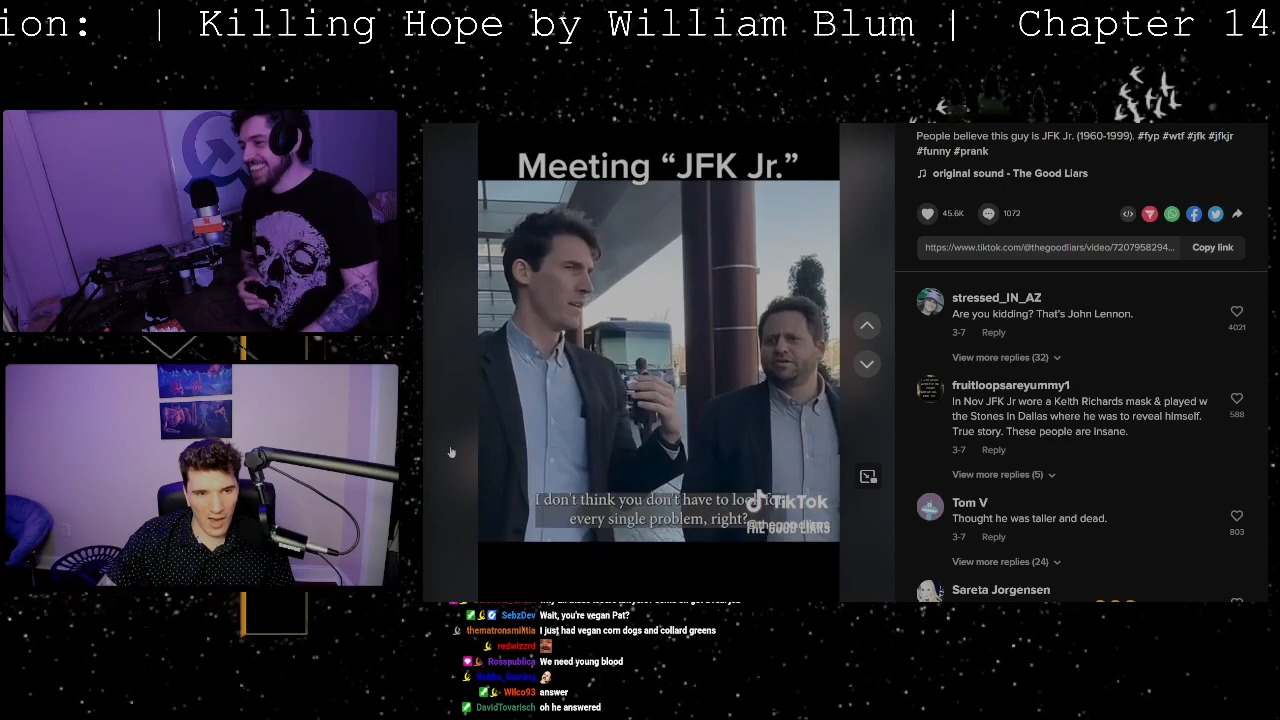 ion: | Killing Hope by William Blum | Chapter 14
Meeting “JFK Jr.”
I don't think you don't have to look for
every single problem, right?
TikTok
@thegoodliars
THE GOOD LIARS
People believe this guy is JFK Jr. (1960-1999). #fyp #wtf #jfk #jfkjr
#funny #prank
original sound - The Good Liars
45.6K
1072
https://www.tiktok.com/@thegoodliars/video/7207958294...
Copy link
stressed_IN_AZ
Are you kidding? That's John Lennon.
4021
3-7 Reply
View more replies (32)
fruitloopsareyummy1
In Nov JFK Jr wore a Keith Richards mask & played w
the Stones in Dallas where he was to reveal himself.
True story. These people are insane.
588
3-7 Reply
View more replies (5)
Tom V
Thought he was taller and dead.
803
3-7 Reply
View more replies (24)
Sareta Jorgensen
SebzDev Wait, you're vegan Pat?
thematronsmilitia I just had vegan corn dogs and collard greens
redwizzrd
Rosspublica We need young blood
Wilco93 answer
DavidTovarisch oh he answered